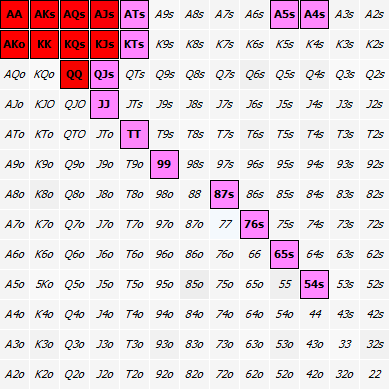 AA AKs AQs AJs ATs A9s A8s A7s A6s A5s A4s A3s A2s
AKo KK KQs KJs KTs K9s K8s K7s K6s K5s K4s K3s K2s
AQo KQo QQ QJs QTs Q9s Q8s Q7s Q6s Q5s Q4s Q3s Q2s
AJo KJO QJO JJ JTs J9s J8s J7s J6s J5s J4s J3s J2s
ATo KTo QTO JTo TT T9s T8s T7s T6s T5s T4s T3s T2s
A9o K9o Q9o J9o T9o 99 98s 97s 96s 95s 94s 93s 92s
A8o K8o Q8o J8o T8o 98o 88 87s 86s 85s 84s 83s 82s
A7o K7o Q7o J7o T7o 97o 87o 77 76s 75s 74s 73s 72s
A6o K6o Q6o J6o T6o 96o 86o 76o 66 65s 64s 63s 62s
A5o 5Ko Q5o J5o T5o 95o 85o 75o 65o 55 54s 53s 52s
A4o K4o Q4o J4o T4o 94o 84o 74o 64o 54o 44 43s 42s
A3o K3o Q3o J3o T3o 93o 83o 73o 63o 53o 43o 33 32s
A2o K2o Q2o J2o T2o 92o 82o 72o 62o 52o 42o 32o 22